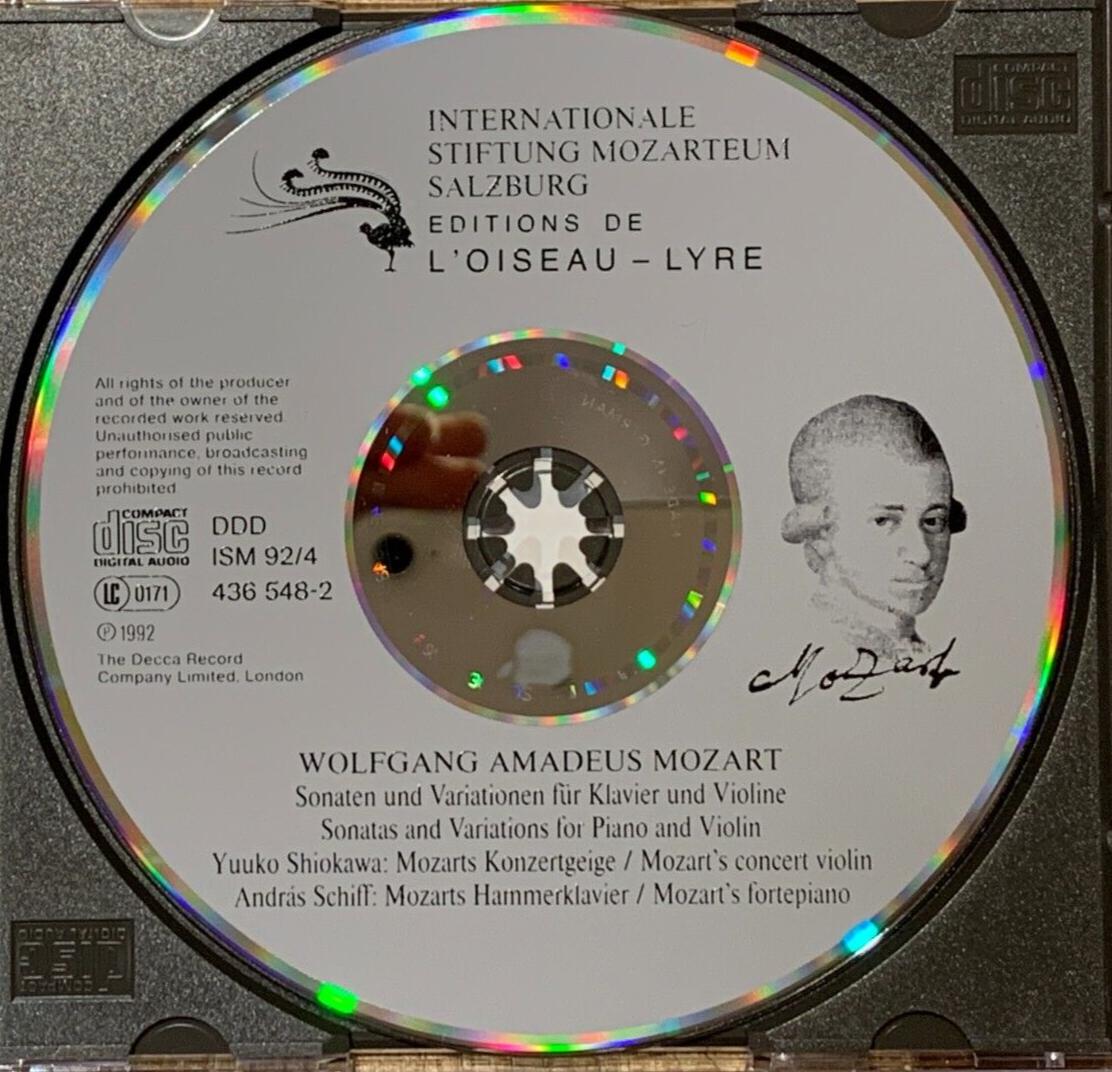 INTERNATIONALE
STIFTUNG MOZARTEUM
SALZBURG
EDITIONS DE
L'OISEAU – LYRE
COMPACT
disc
DIGITAL AUDIO
All rights of the producer
and of the owner of the
recorded work reserved.
Unauthorised public
performance, broadcasting
and copying of this record
prohibited
COMPACT
disc
DIGITAL AUDIO
DDD
ISM 92/4
LC 0171
436 548-2
℗ 1992
The Decca Record
Company Limited, London
Mozart
WOLFGANG AMADEUS MOZART
Sonaten und Variationen für Klavier und Violine
Sonatas and Variations for Piano and Violin
Yuuko Shiokawa: Mozarts Konzertgeige / Mozart's concert violin
András Schiff: Mozarts Hammerklavier / Mozart's fortepiano
COMPACT
disc
DIGITAL AUDIO